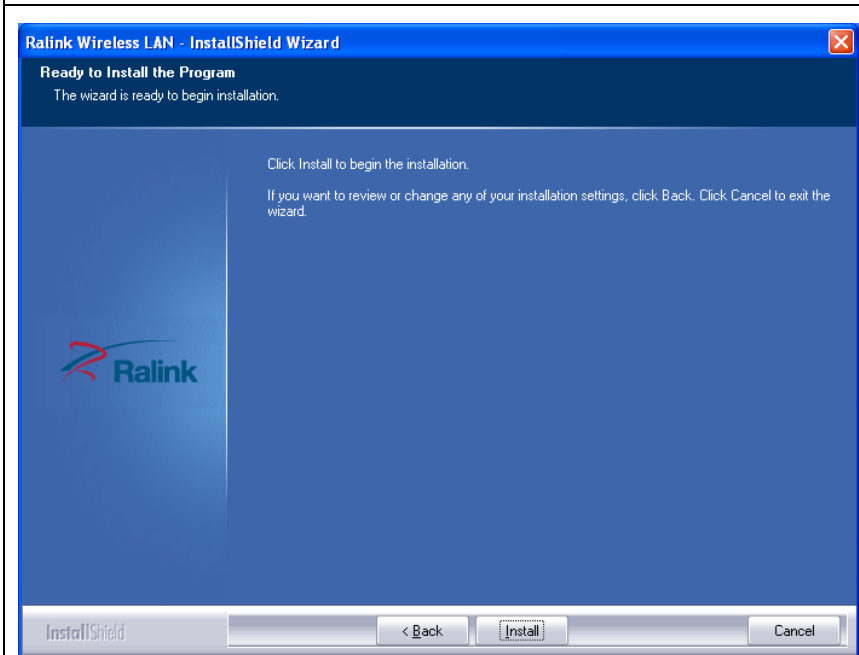 Ralink Wireless LAN - InstallShield Wizard
Ready to Install the Program
The wizard is ready to begin installation.
Click Install to begin the installation.
If you want to review or change any of your installation settings, click Back. Click Cancel to exit the
wizard.
Ralink
InstallShield
< Back
Install
Cancel